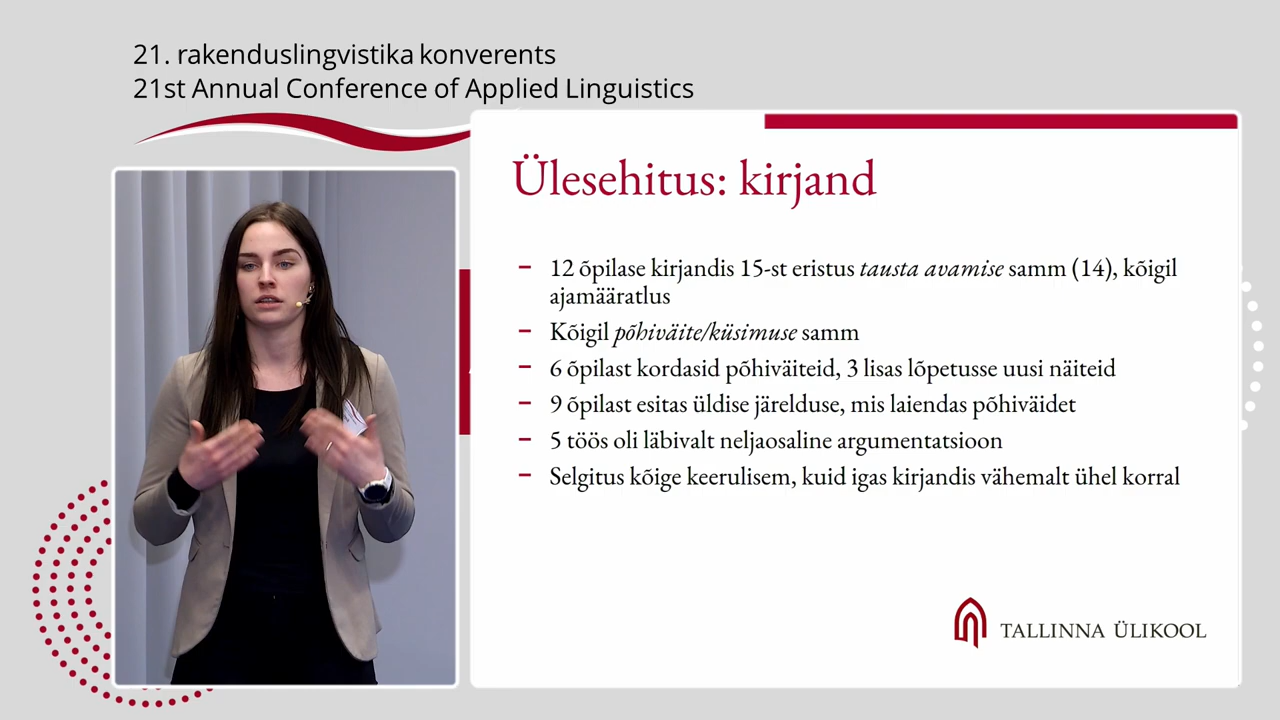 21. rakenduslingvistika konverents
21st Annual Conference of Applied Linguistics
Ülesehitus: kirjand
– 12 õpilase kirjandis 15-st eristus tausta avamise samm (14), kõigil
ajamääratlus
– Kõigil põhiväite/küsimuse samm
– 6 õpilast kordasid põhiväiteid, 3 lisas lõpetusse uusi näiteid
– 9 õpilast esitas üldise järelduse, mis laiendas põhiväidet
– 5 töös oli läbivalt neljaosaline argumentatsioon
– Selgitus kõige keerulisem, kuid igas kirjandis vähemalt ühel korral
TALLINNA ÜLIKOOL